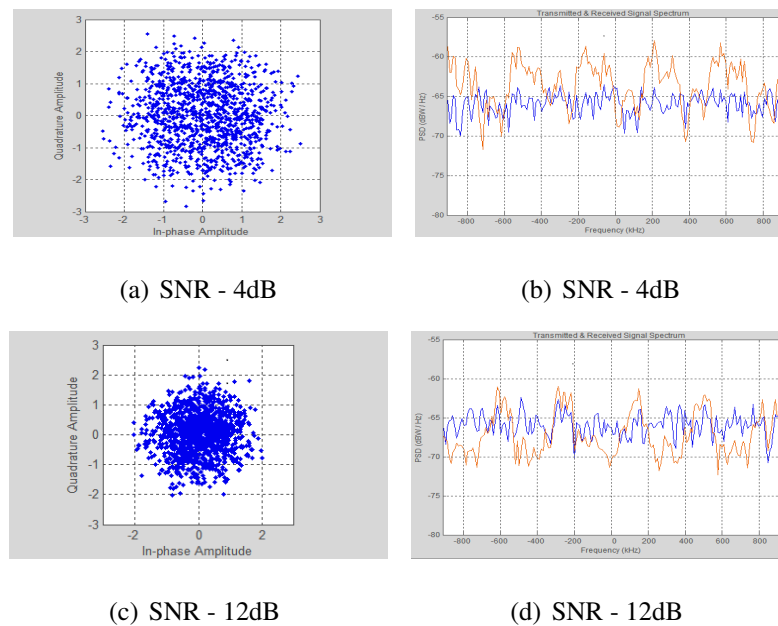 3
2
1
0
-1
-2
-3
-3 -2 -1 0 1 2 3
Quadrature Amplitude
In-phase Amplitude
Transmitted & Received Signal Spectrum
-55
-60
-65
-70
-75
-80
-800 -600 -400 -200 0 200 400 600 800
PSD (dBW / Hz)
Frequency (kHz)
(a) SNR - 4dB
(b) SNR - 4dB
3
2
1
0
-1
-2
-3
-2 0 2
Quadrature Amplitude
In-phase Amplitude
Transmitted & Received Signal Spectrum
-55
-60
-65
-70
-75
-80
-800 -600 -400 -200 0 200 400 600 800
PSD (dBW / Hz)
Frequency (kHz)
(c) SNR - 12dB
(d) SNR - 12dB